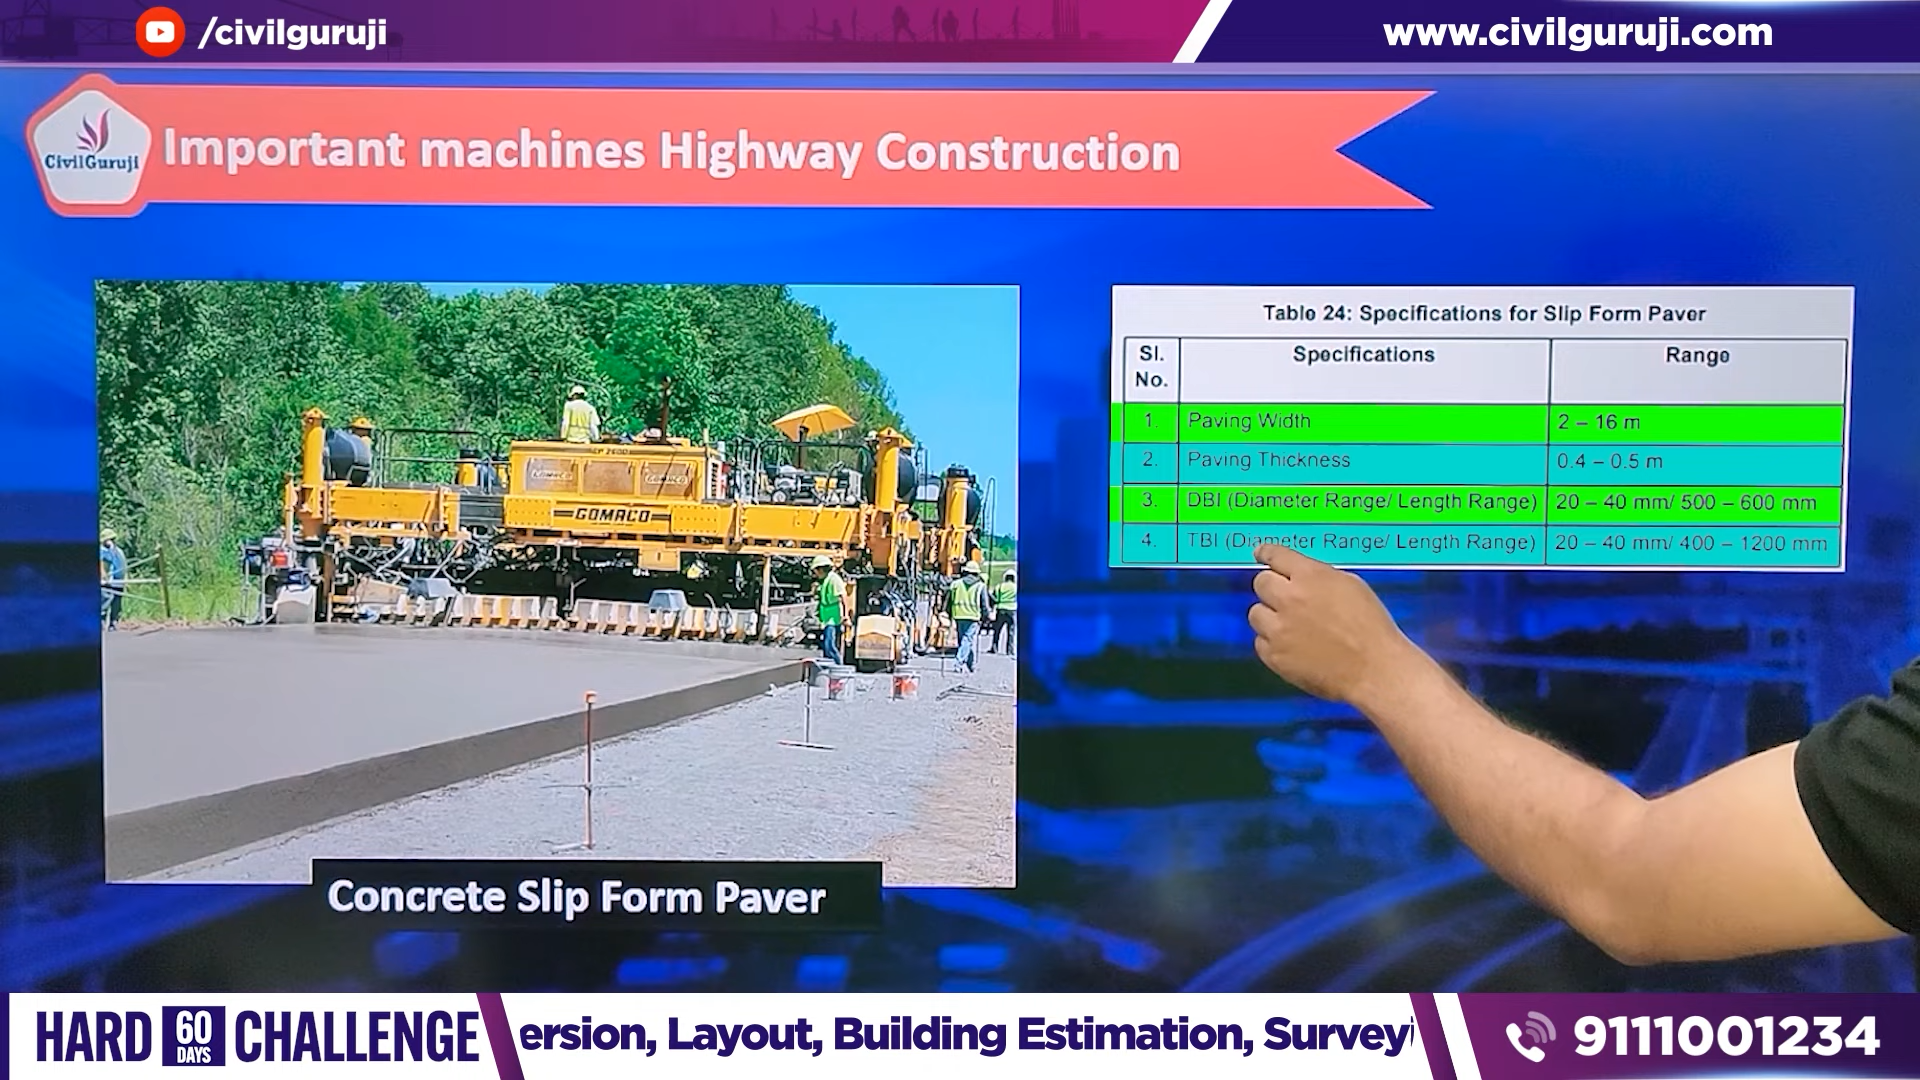 /civilguruji
www.civilguruji.com
CivilGuruji
Important machines Highway Construction
Table 24: Specifications for Slip Form Paver
Sl. No. Specifications Range
1. Paving Width 2 – 16 m
2. Paving Thickness 0.4 – 0.5 m
3. DBI (Diameter Range/ Length Range) 20 – 40 mm/ 500 – 600 mm
4. TBI (Diameter Range/ Length Range) 20 – 40 mm/ 400 – 1200 mm
GOMACO
Concrete Slip Form Paver
HARD 60 DAYS CHALLENGE
ersion, Layout, Building Estimation, Survey
9111001234